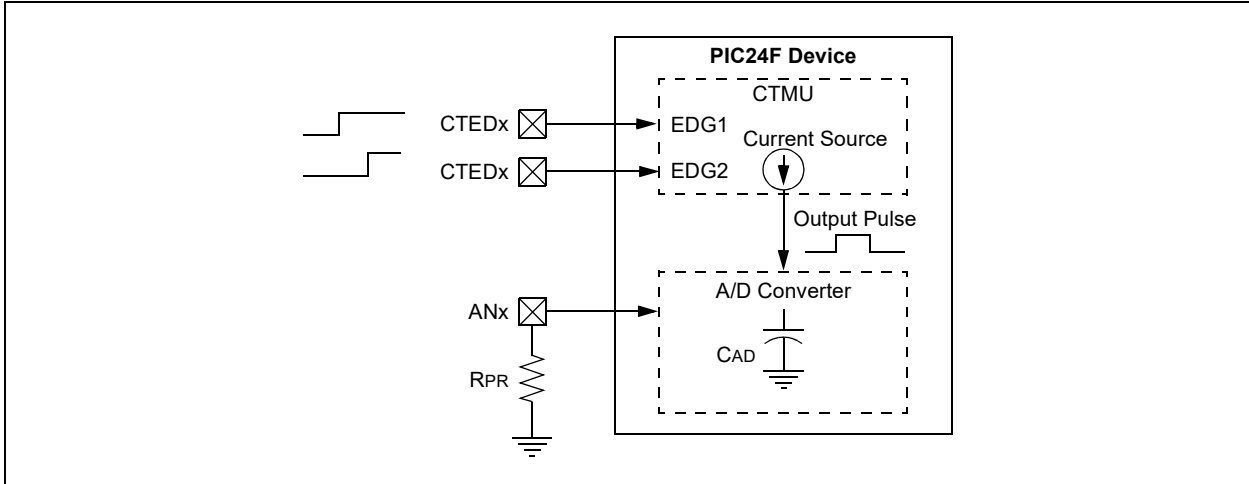 PIC24F Device
CTMU
CTEDx
EDG1
Current Source
CTEDx
EDG2
Output Pulse
A/D Converter
ANx
CAD
RPR